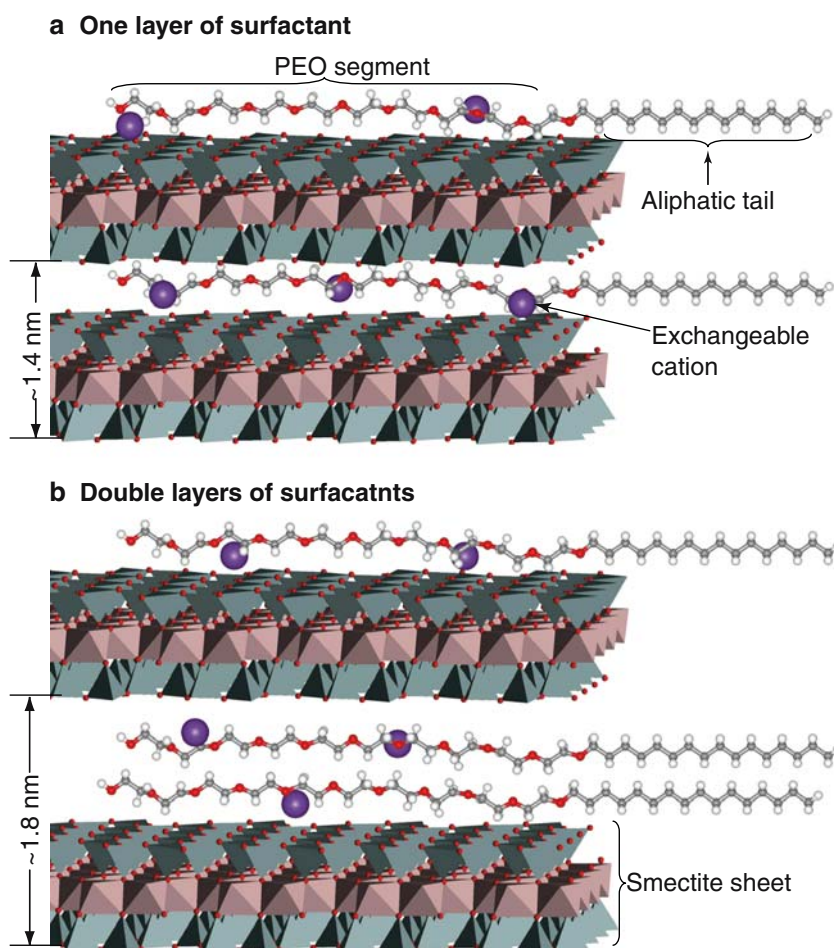 a One layer of surfactant
PEO segment
Aliphatic tail
~1.4 nm
Exchangeable
cation
b Double layers of surfacatnts
~1.8 nm
Smectite sheet